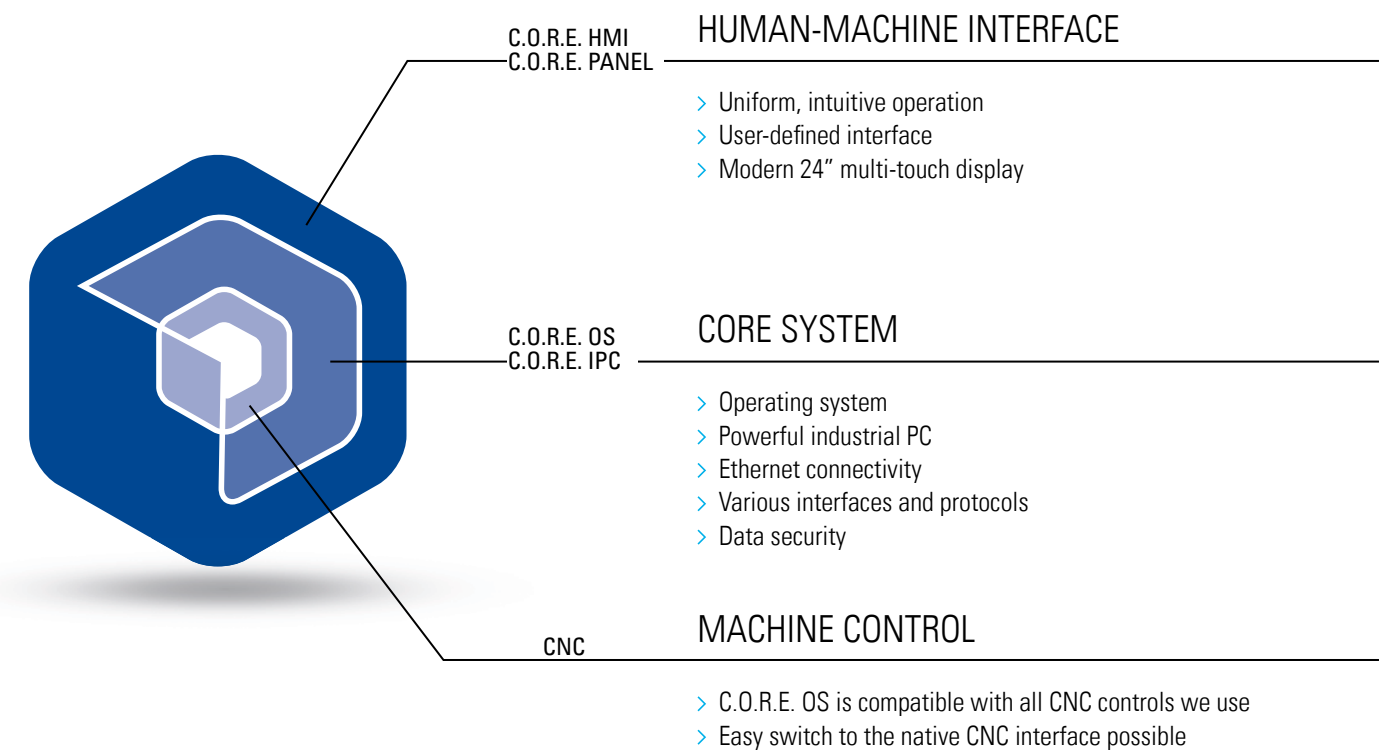 C.O.R.E. HMI
C.O.R.E. PANEL
HUMAN-MACHINE INTERFACE
> Uniform, intuitive operation
> User-defined interface
> Modern 24” multi-touch display
C.O.R.E. OS
C.O.R.E. IPC
CORE SYSTEM
> Operating system
> Powerful industrial PC
> Ethernet connectivity
> Various interfaces and protocols
> Data security
CNC
MACHINE CONTROL
> C.O.R.E. OS is compatible with all CNC controls we use
> Easy switch to the native CNC interface possible